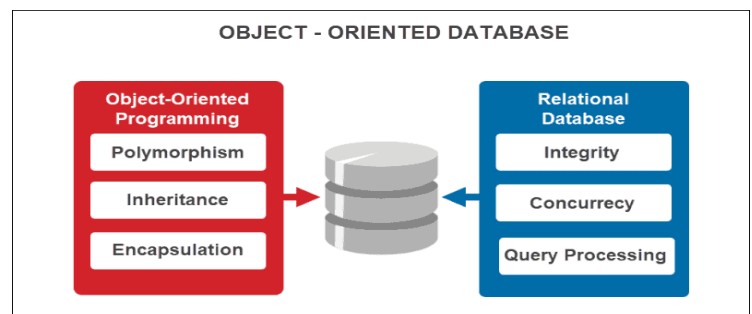 OBJECT - ORIENTED DATABASE
Object-Oriented
Programming
Polymorphism
Inheritance
Encapsulation
Relational
Database
Integrity
Concurrecy
Query Processing